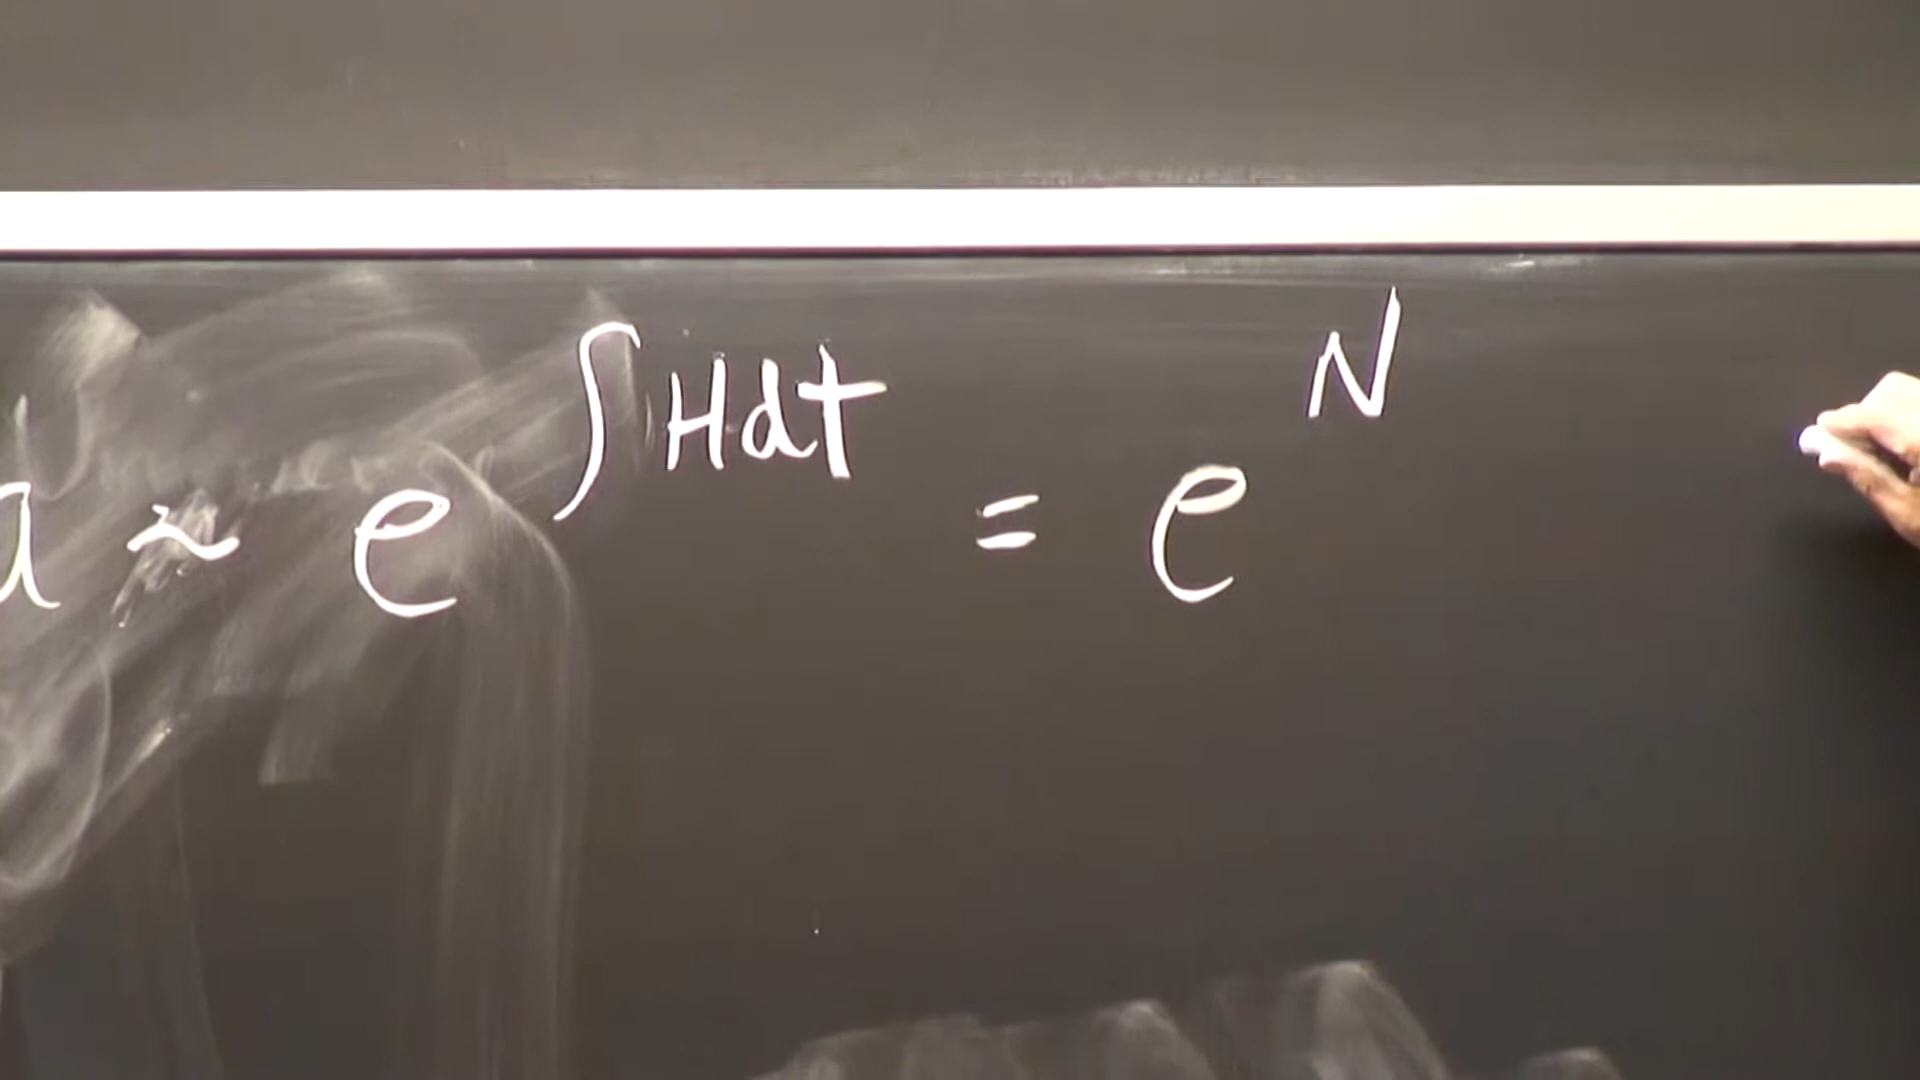 a ~ e^∫Hdt = e^N